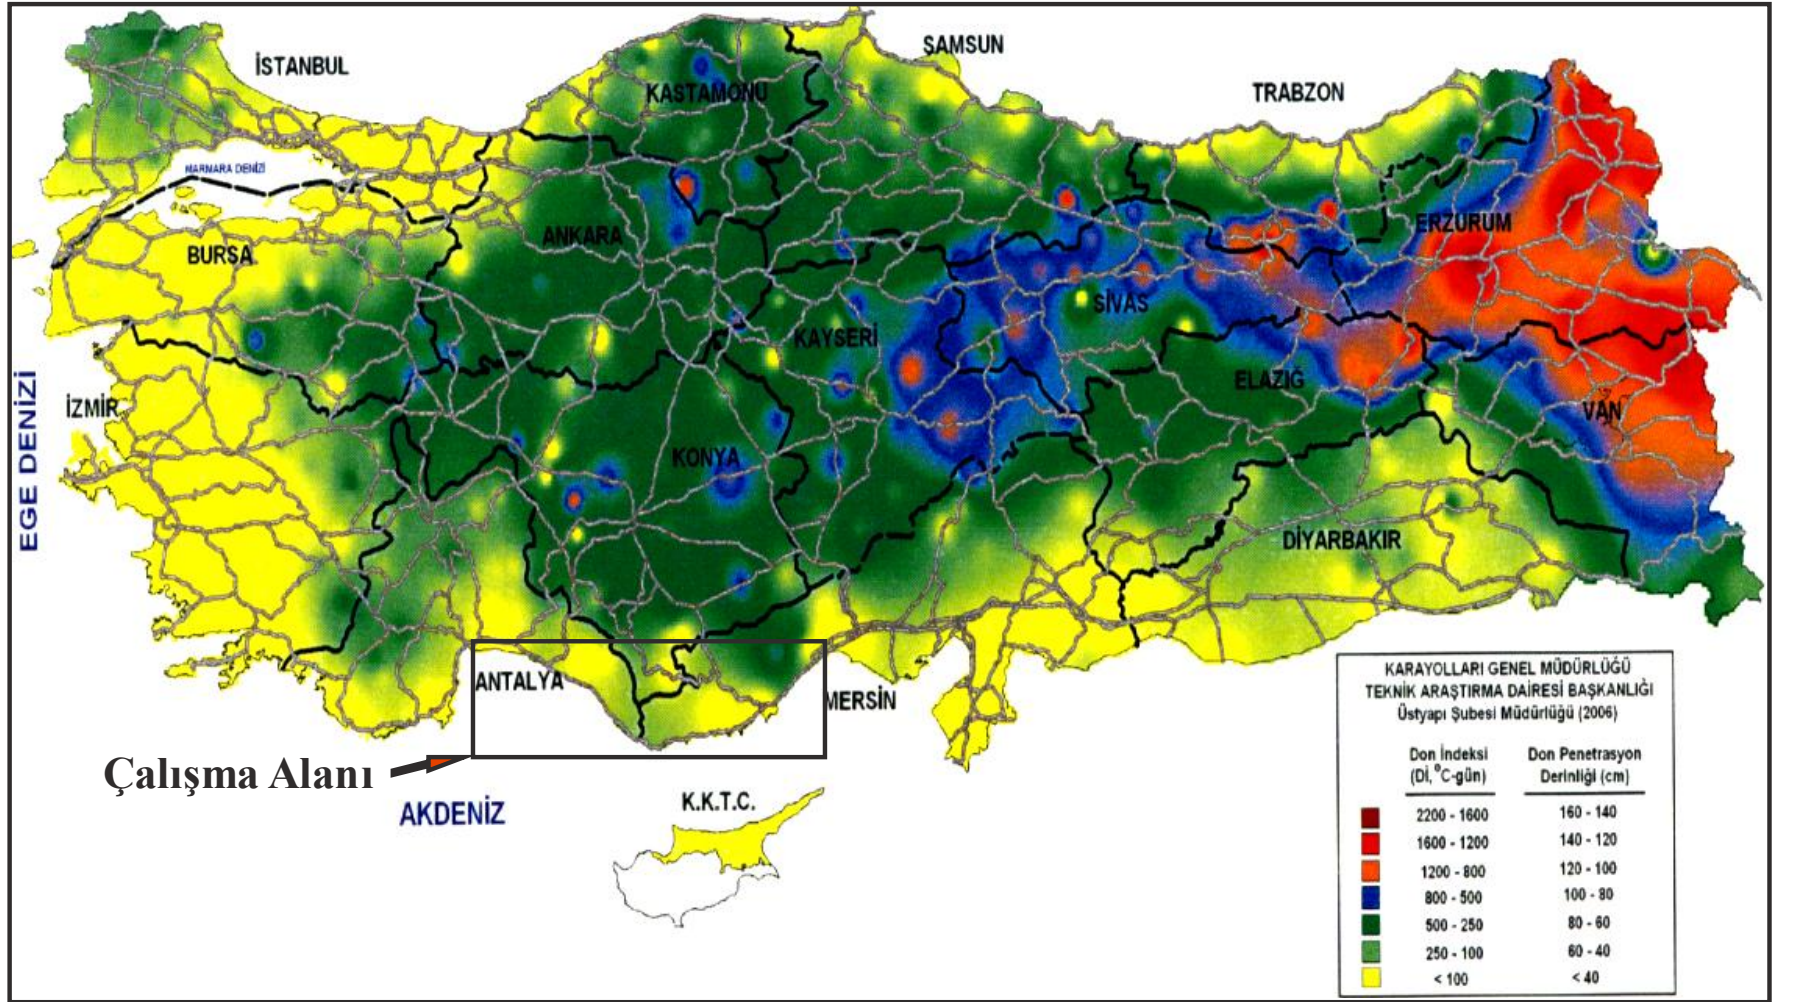 İSTANBUL
KASTAMONU
SAMSUN
TRABZON
MARMARA DENİZİ
BURSA
ANKARA
ERZURUM
SİVAS
KAYSERİ
ELAZIĞ
VAN
EGE DENİZİ
İZMİR
KONYA
DİYARBAKIR
ANTALYA
MERSİN
Çalışma Alanı
AKDENİZ
K.K.T.C.
KARAYOLLARI GENEL MÜDÜRLÜĞÜ
TEKNİK ARAŞTIRMA DAİRESİ BAŞKANLIĞI
Üstyapı Şubesi Müdürlüğü (2006)
Don İndeksi Don Penetrasyon
(Dİ, °C-gün) Derinliği (cm)
2200 - 1600 160 - 140
1600 - 1200 140 - 120
1200 - 800 120 - 100
800 - 500 100 - 80
500 - 250 80 - 60
250 - 100 60 - 40
< 100 < 40